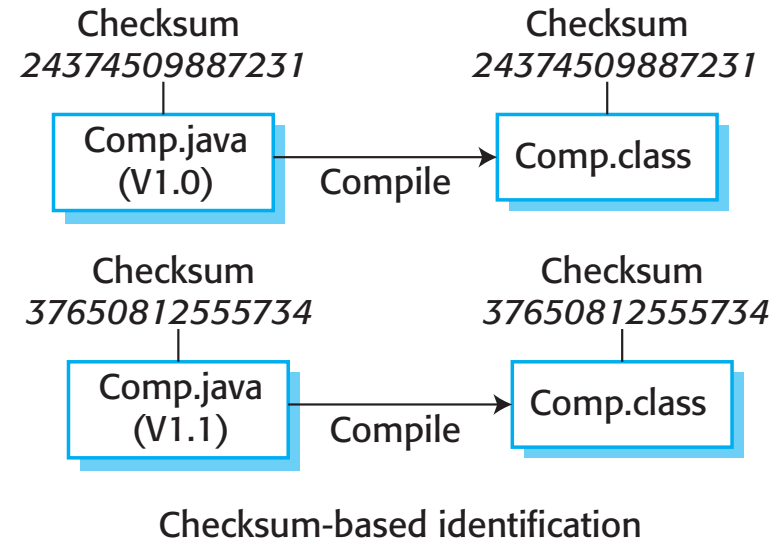 Checksum
24374509887231
Checksum
24374509887231
Comp.java
(V1.0)
Compile
Comp.class
Checksum
37650812555734
Checksum
37650812555734
Comp.java
(V1.1)
Compile
Comp.class
Checksum-based identification